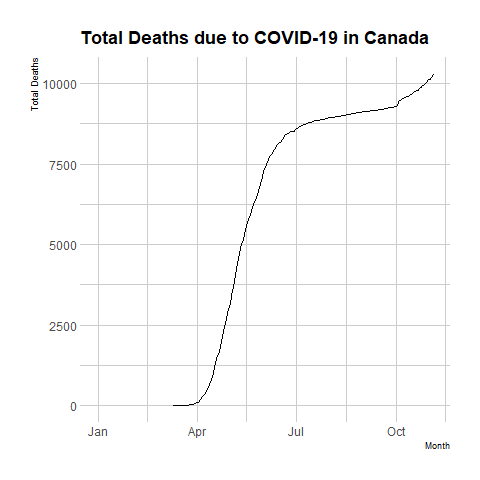 Total Deaths due to COVID-19 in Canada
Total Deaths
10000
7500
5000
2500
0
Jan Apr Jul Oct
Month